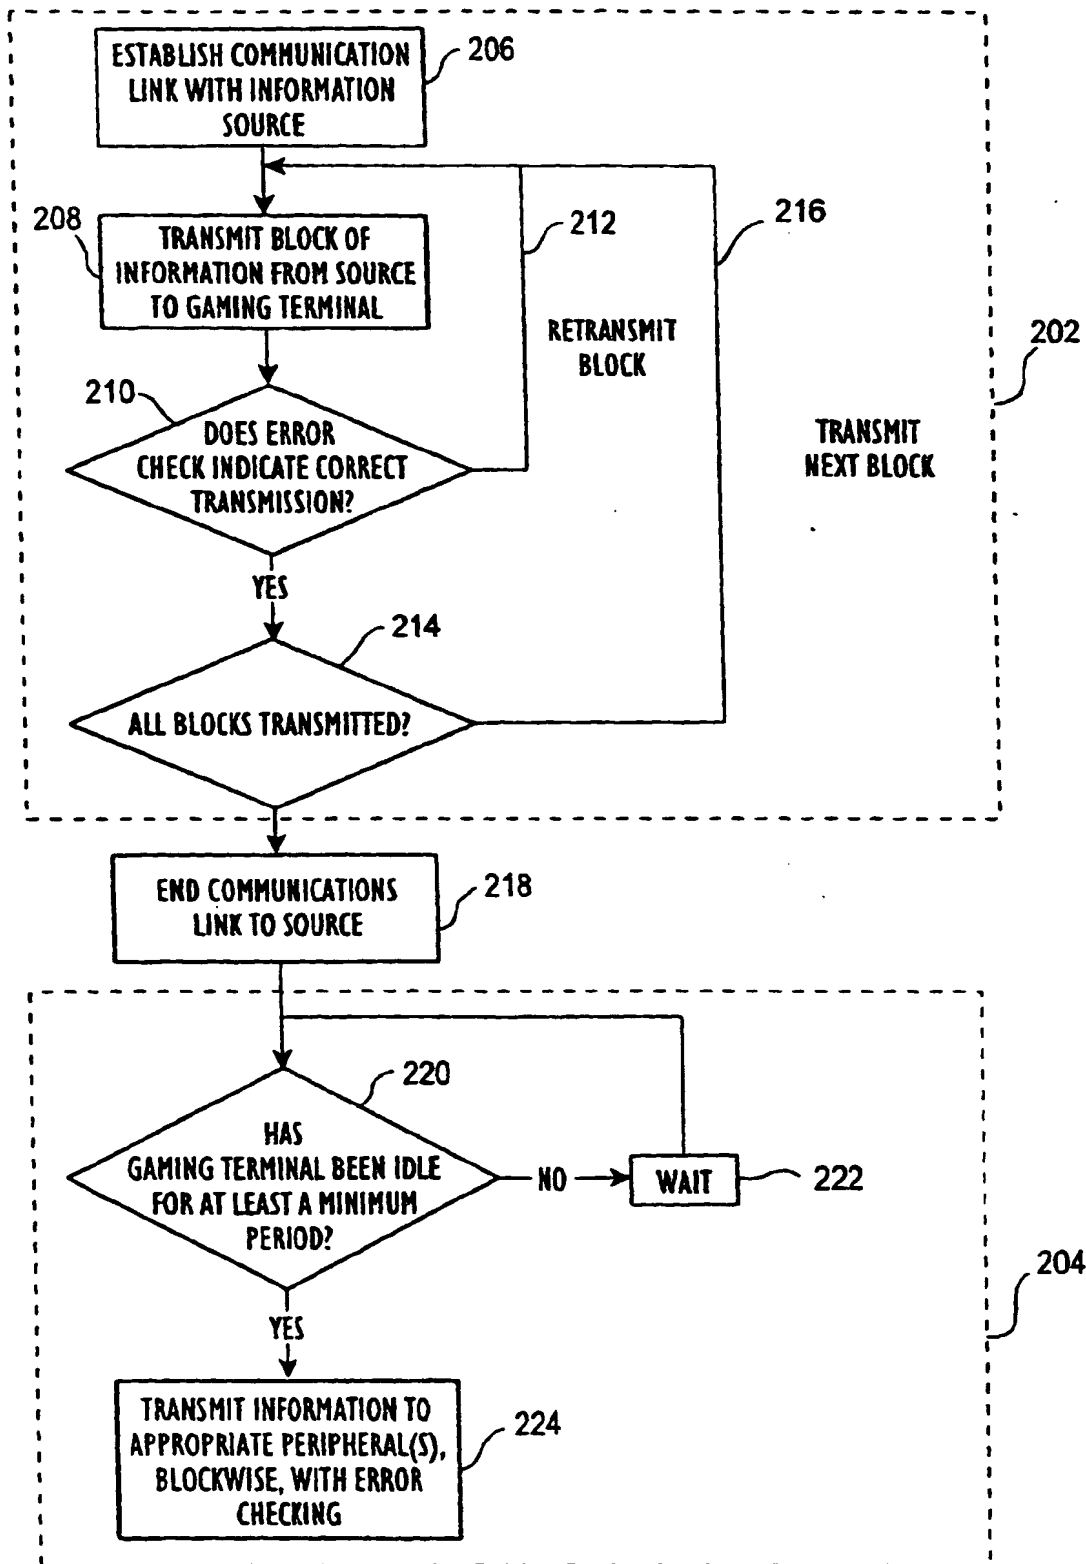 ESTABLISH COMMUNICATION
LINK WITH INFORMATION
SOURCE
206
208
TRANSMIT BLOCK OF
INFORMATION FROM SOURCE
TO GAMING TERMINAL
212
216
RETRANSMIT
BLOCK
202
210
DOES ERROR
CHECK INDICATE CORRECT
TRANSMISSION?
TRANSMIT
NEXT BLOCK
YES
214
ALL BLOCKS TRANSMITTED?
END COMMUNICATIONS
LINK TO SOURCE
218
220
HAS
GAMING TERMINAL BEEN IDLE
FOR AT LEAST A MINIMUM
PERIOD?
NO
WAIT
222
204
YES
TRANSMIT INFORMATION TO
APPROPRIATE PERIPHERAL(S),
BLOCKWISE, WITH ERROR
CHECKING
224